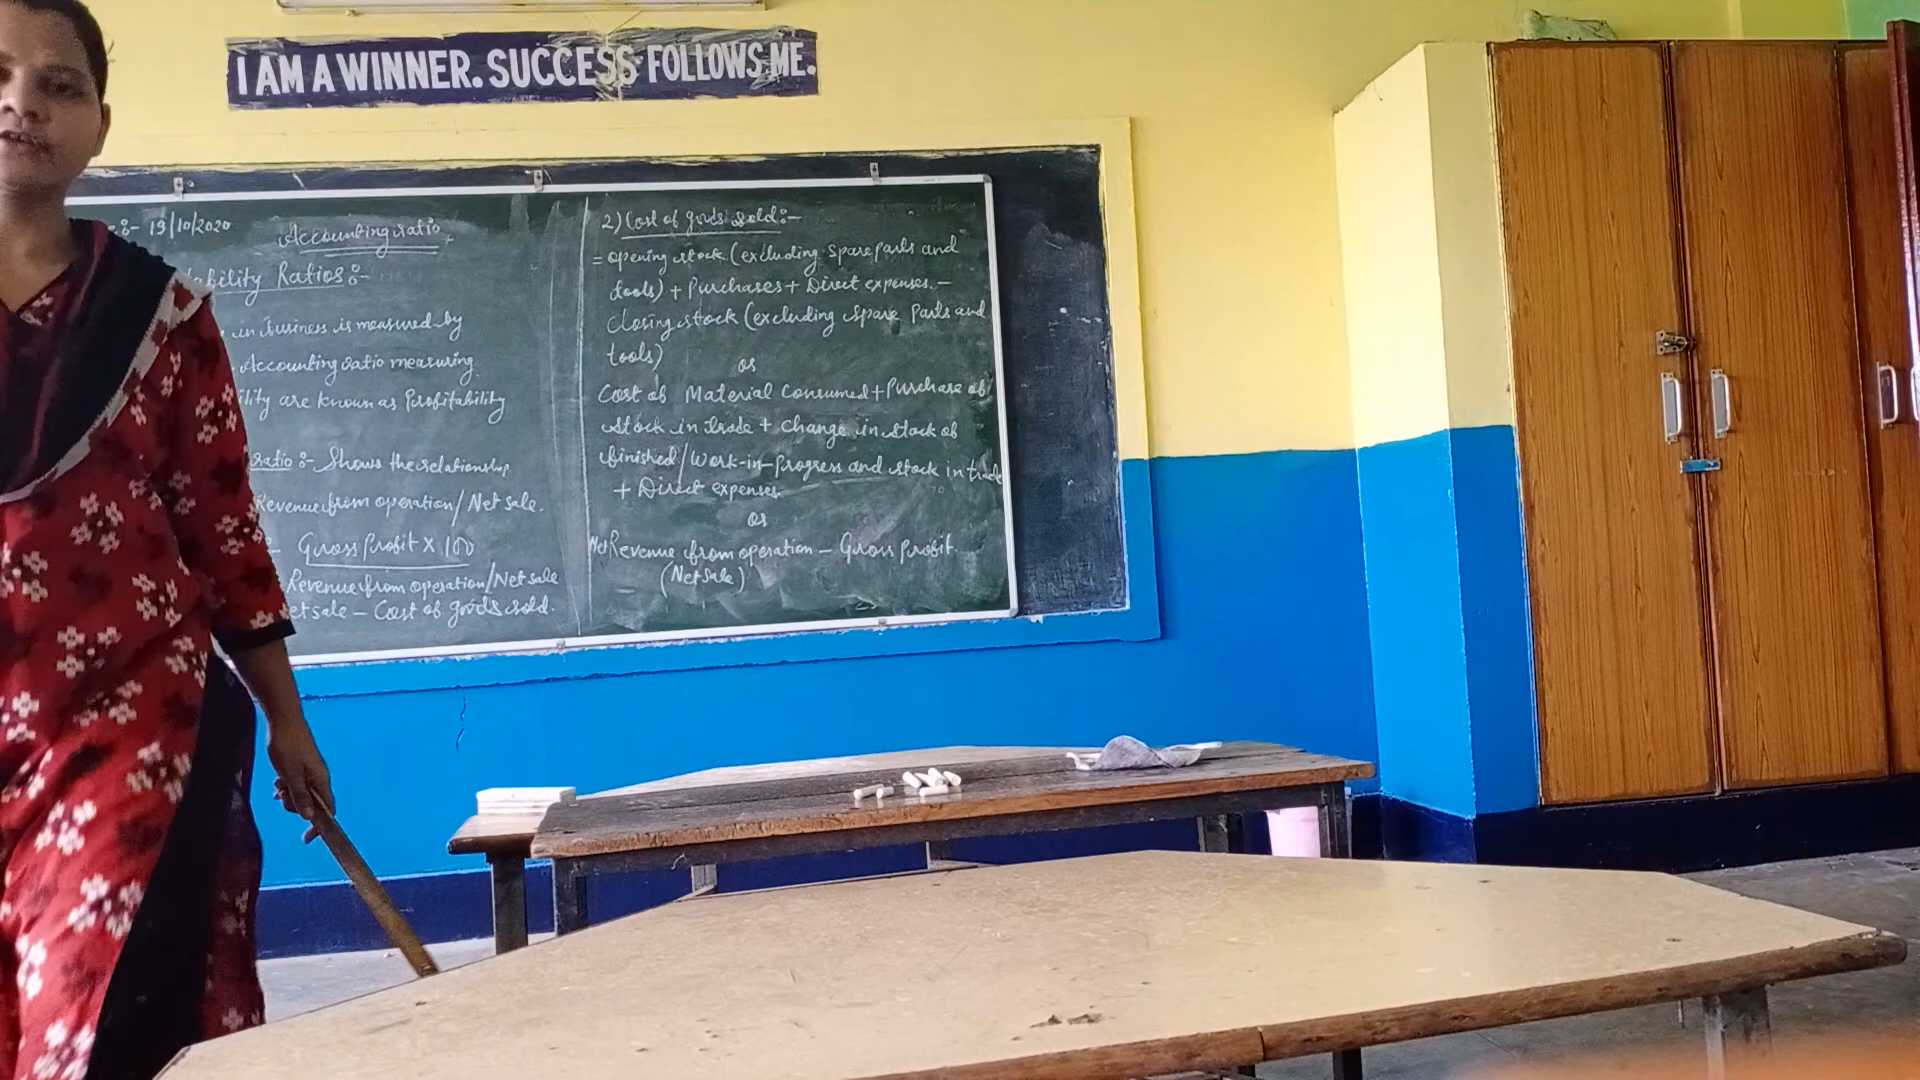 I AM A WINNER. SUCCESS FOLLOWS ME.
:- 19/10/2020
Accounting ratio
ability Ratios :-
in business is measured by
Accounting ratio measuring
ility are known as Profitability
ratio :- Shows the relationship
Revenue from operation/Net sale.
:- Gross Profit X 100
Revenue from operation/Net sale
et sale - Cost of goods sold.
2) Cost of goods sold :-
= opening stock (excluding spare parts and
tools) + Purchases + Direct expenses. -
closing stock (excluding spare parts and
tools)
or
Cost of Material Consumed + Purchase of
Stock in trade + change in stock of
finished/work-in-progress and stock in trade
+ Direct expenses.
or
Net Revenue from operation - Gross Profit.
(Net sale)